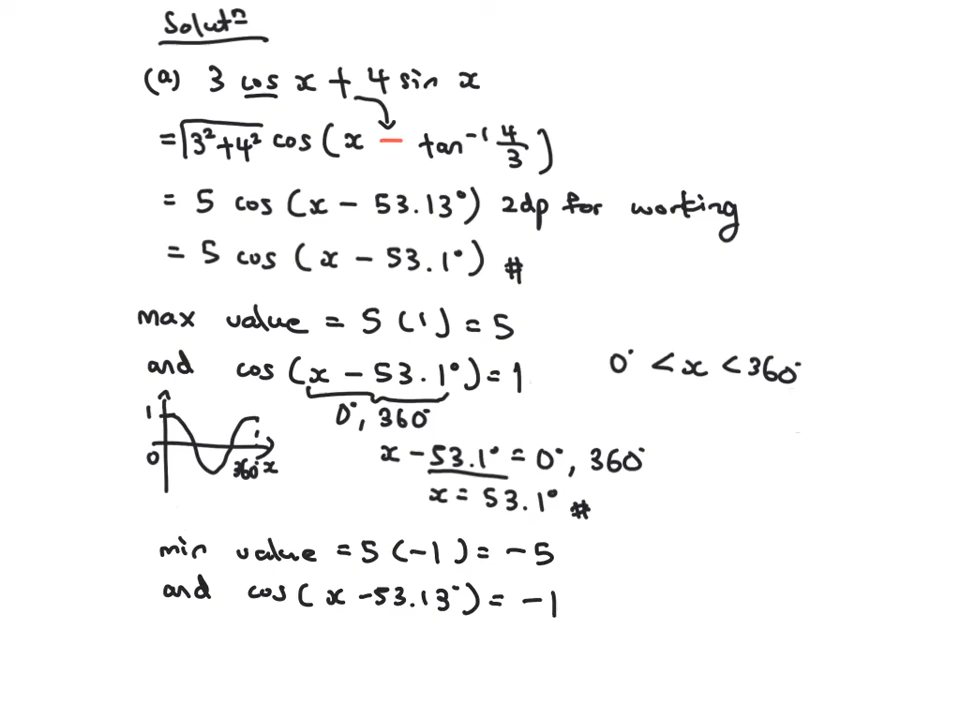 Solutⁿ
(a) 3 cos x + 4 sin x
= √3²+4² cos (x − tan⁻¹ 4/3)
= 5 cos (x − 53.13°) 2dp for working
= 5 cos (x − 53.1°) #
max value = 5 (1) = 5
and cos (x − 53.1°) = 1 0° < x < 360°
0°, 360°
1
0
360° x
x − 53.1° = 0°, 360°
x = 53.1° #
min value = 5 (−1) = −5
and cos (x −53.13°) = −1